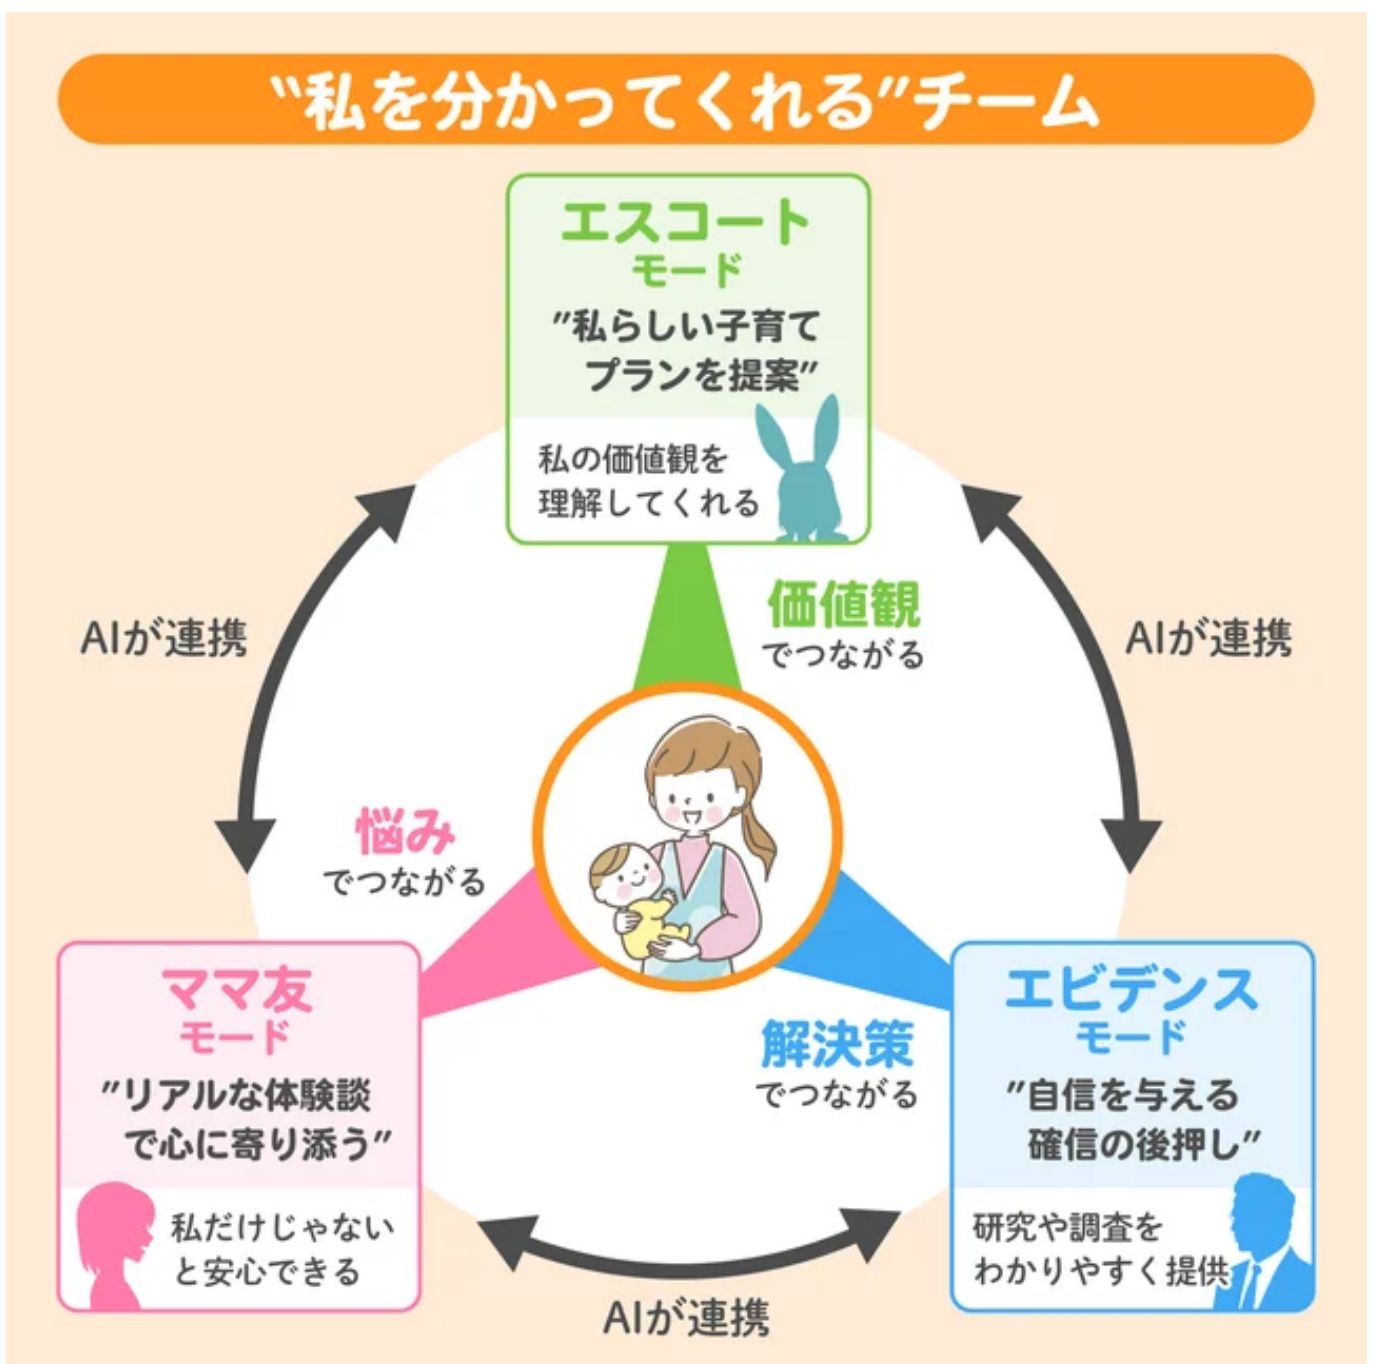 “私を分かってくれる”チーム
エスコート
モード
”私らしい子育て
プランを提案”
私の価値観を
理解してくれる
価値観
でつながる
AIが連携
AIが連携
悩み
でつながる
解決策
でつながる
ママ友
モード
”リアルな体験談
で心に寄り添う”
私だけじゃない
と安心できる
エビデンス
モード
”自信を与える
確信の後押し”
研究や調査を
わかりやすく提供
AIが連携